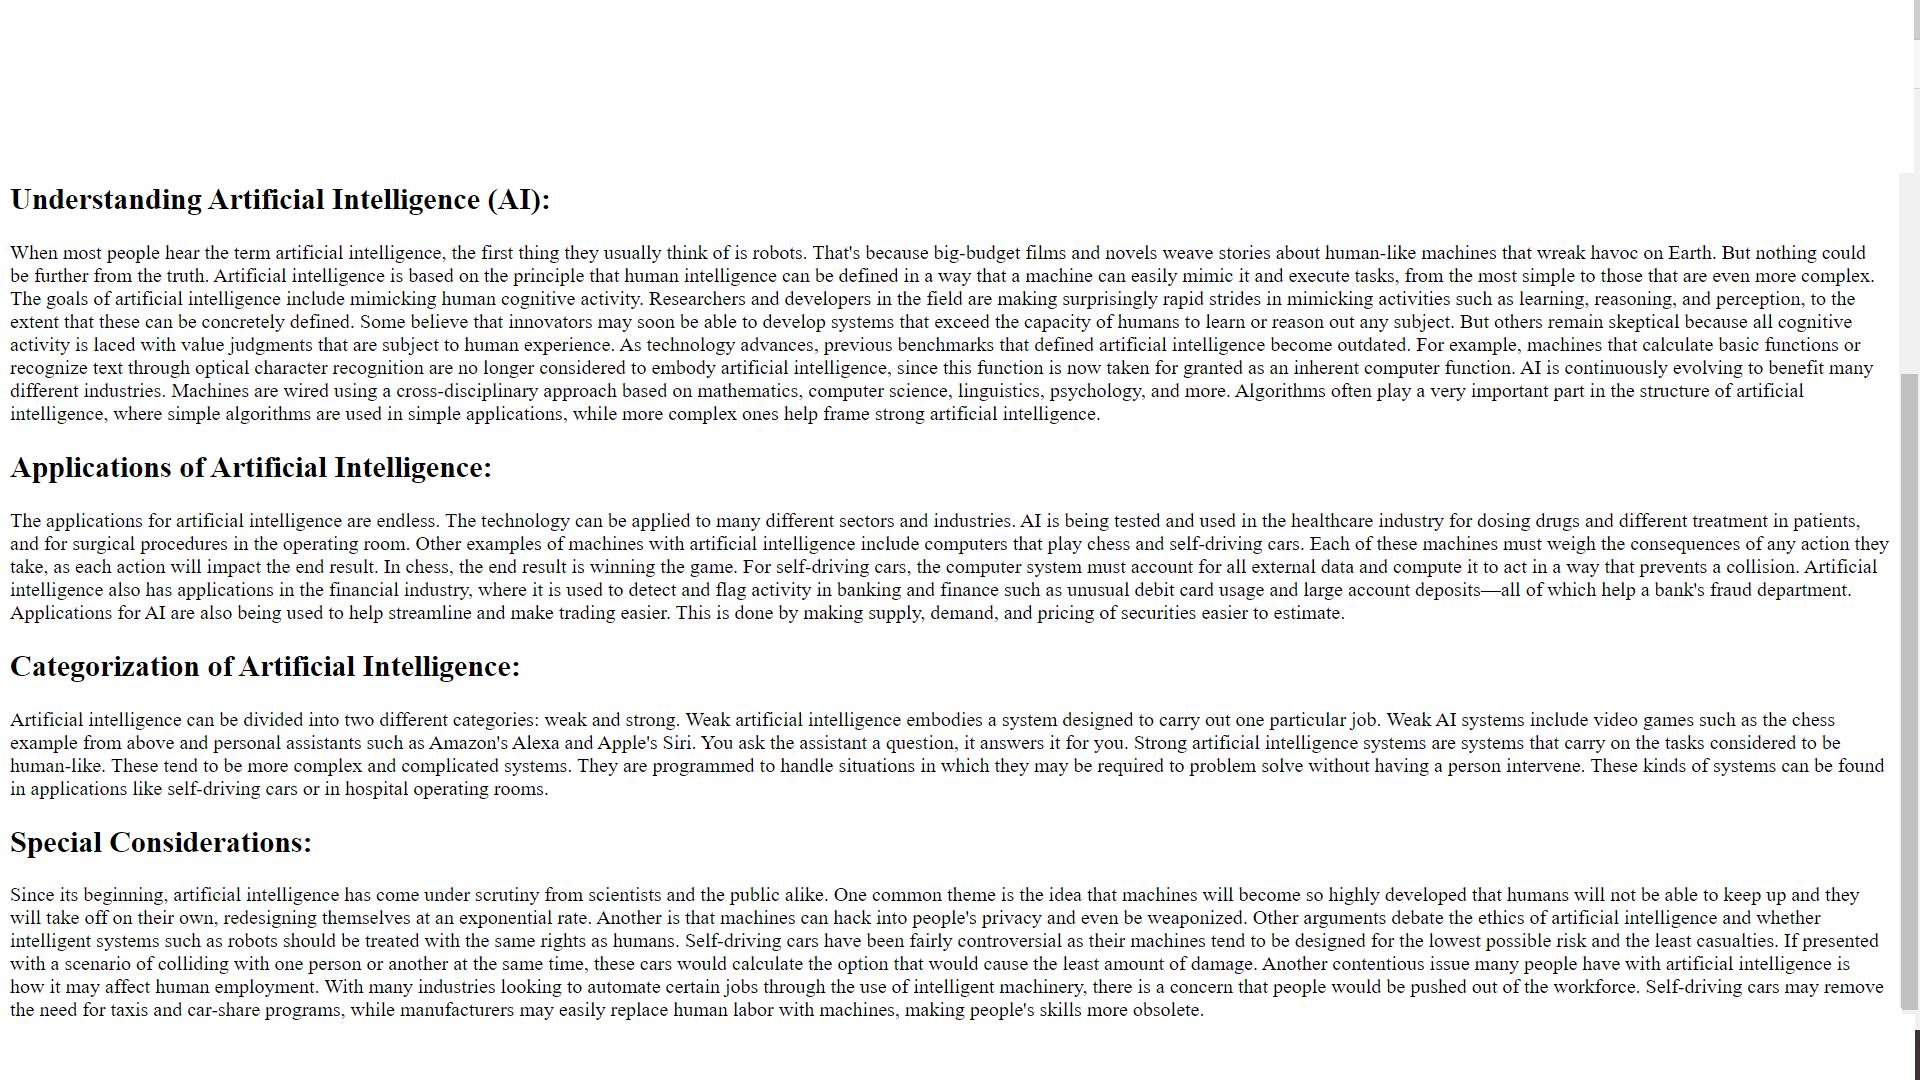 Understanding Artificial Intelligence (AI):
When most people hear the term artificial intelligence, the first thing they usually think of is robots. That's because big-budget films and novels weave stories about human-like machines that wreak havoc on Earth. But nothing could
be further from the truth. Artificial intelligence is based on the principle that human intelligence can be defined in a way that a machine can easily mimic it and execute tasks, from the most simple to those that are even more complex.
The goals of artificial intelligence include mimicking human cognitive activity. Researchers and developers in the field are making surprisingly rapid strides in mimicking activities such as learning, reasoning, and perception, to the
extent that these can be concretely defined. Some believe that innovators may soon be able to develop systems that exceed the capacity of humans to learn or reason out any subject. But others remain skeptical because all cognitive
activity is laced with value judgments that are subject to human experience. As technology advances, previous benchmarks that defined artificial intelligence become outdated. For example, machines that calculate basic functions or
recognize text through optical character recognition are no longer considered to embody artificial intelligence, since this function is now taken for granted as an inherent computer function. AI is continuously evolving to benefit many
different industries. Machines are wired using a cross-disciplinary approach based on mathematics, computer science, linguistics, psychology, and more. Algorithms often play a very important part in the structure of artificial
intelligence, where simple algorithms are used in simple applications, while more complex ones help frame strong artificial intelligence.
Applications of Artificial Intelligence:
The applications for artificial intelligence are endless. The technology can be applied to many different sectors and industries. AI is being tested and used in the healthcare industry for dosing drugs and different treatment in patients,
and for surgical procedures in the operating room. Other examples of machines with artificial intelligence include computers that play chess and self-driving cars. Each of these machines must weigh the consequences of any action they
take, as each action will impact the end result. In chess, the end result is winning the game. For self-driving cars, the computer system must account for all external data and compute it to act in a way that prevents a collision. Artificial
intelligence also has applications in the financial industry, where it is used to detect and flag activity in banking and finance such as unusual debit card usage and large account deposits—all of which help a bank's fraud department.
Applications for AI are also being used to help streamline and make trading easier. This is done by making supply, demand, and pricing of securities easier to estimate.
Categorization of Artificial Intelligence:
Artificial intelligence can be divided into two different categories: weak and strong. Weak artificial intelligence embodies a system designed to carry out one particular job. Weak AI systems include video games such as the chess
example from above and personal assistants such as Amazon's Alexa and Apple's Siri. You ask the assistant a question, it answers it for you. Strong artificial intelligence systems are systems that carry on the tasks considered to be
human-like. These tend to be more complex and complicated systems. They are programmed to handle situations in which they may be required to problem solve without having a person intervene. These kinds of systems can be found
in applications like self-driving cars or in hospital operating rooms.
Special Considerations:
Since its beginning, artificial intelligence has come under scrutiny from scientists and the public alike. One common theme is the idea that machines will become so highly developed that humans will not be able to keep up and they
will take off on their own, redesigning themselves at an exponential rate. Another is that machines can hack into people's privacy and even be weaponized. Other arguments debate the ethics of artificial intelligence and whether
intelligent systems such as robots should be treated with the same rights as humans. Self-driving cars have been fairly controversial as their machines tend to be designed for the lowest possible risk and the least casualties. If presented
with a scenario of colliding with one person or another at the same time, these cars would calculate the option that would cause the least amount of damage. Another contentious issue many people have with artificial intelligence is
how it may affect human employment. With many industries looking to automate certain jobs through the use of intelligent machinery, there is a concern that people would be pushed out of the workforce. Self-driving cars may remove
the need for taxis and car-share programs, while manufacturers may easily replace human labor with machines, making people's skills more obsolete.